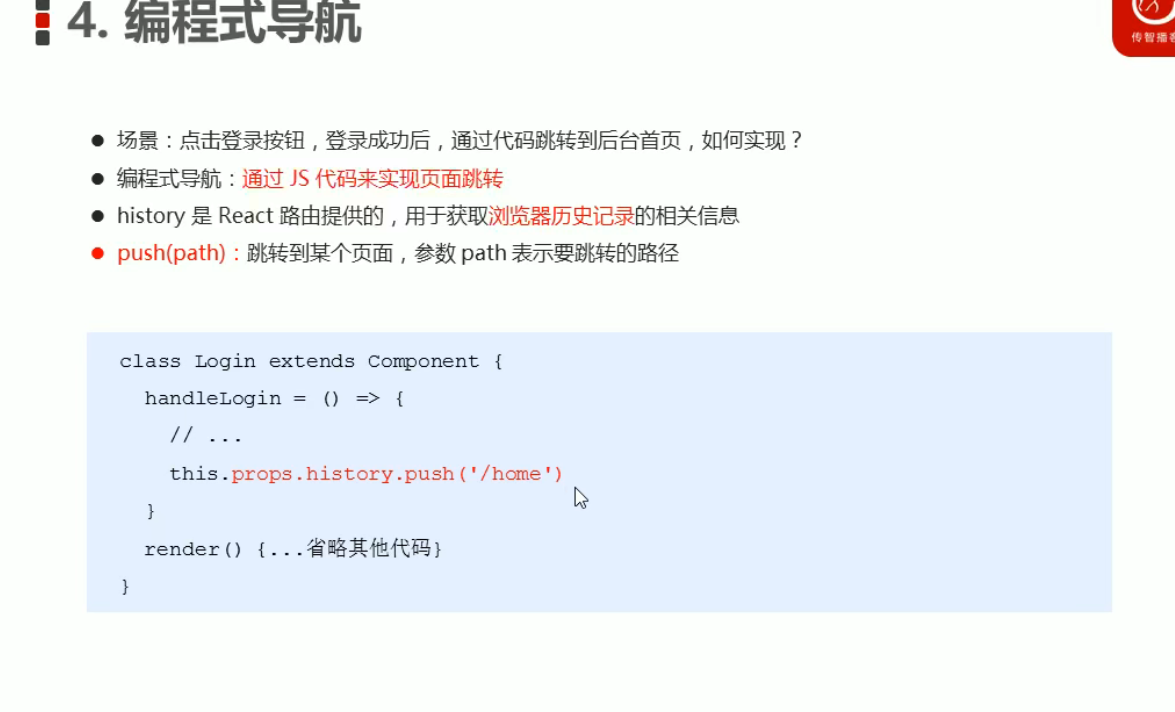 4. 编程式导航
传智播客
场景：点击登录按钮，登录成功后，通过代码跳转到后台首页，如何实现？
编程式导航：通过 JS 代码来实现页面跳转
history 是 React 路由提供的，用于获取浏览器历史记录的相关信息
push(path)：跳转到某个页面，参数 path 表示要跳转的路径
class Login extends Component {
handleLogin = () => {
// ...
this.props.history.push('/home')
}
render() {...省略其他代码}
}